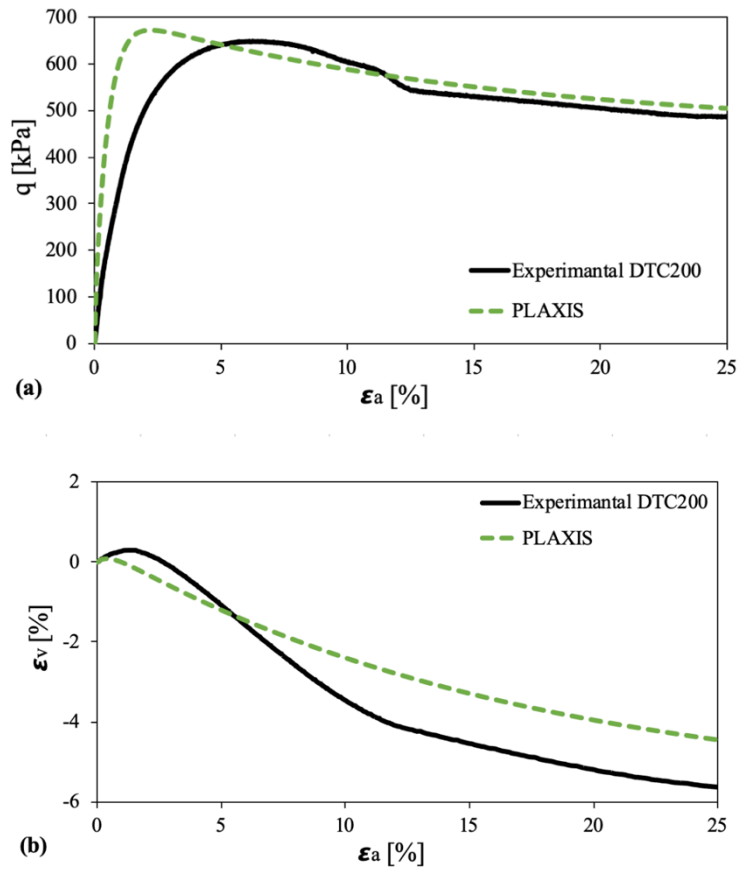 700
600
500
400
300
200
100
0
q [kPa]
Experimantal DTC200
PLAXIS
0 5 10 15 20 25
(a)
εa [%]
2
0
-2
-4
-6
εv [%]
Experimantal DTC200
PLAXIS
0 5 10 15 20 25
(b)
εa [%]